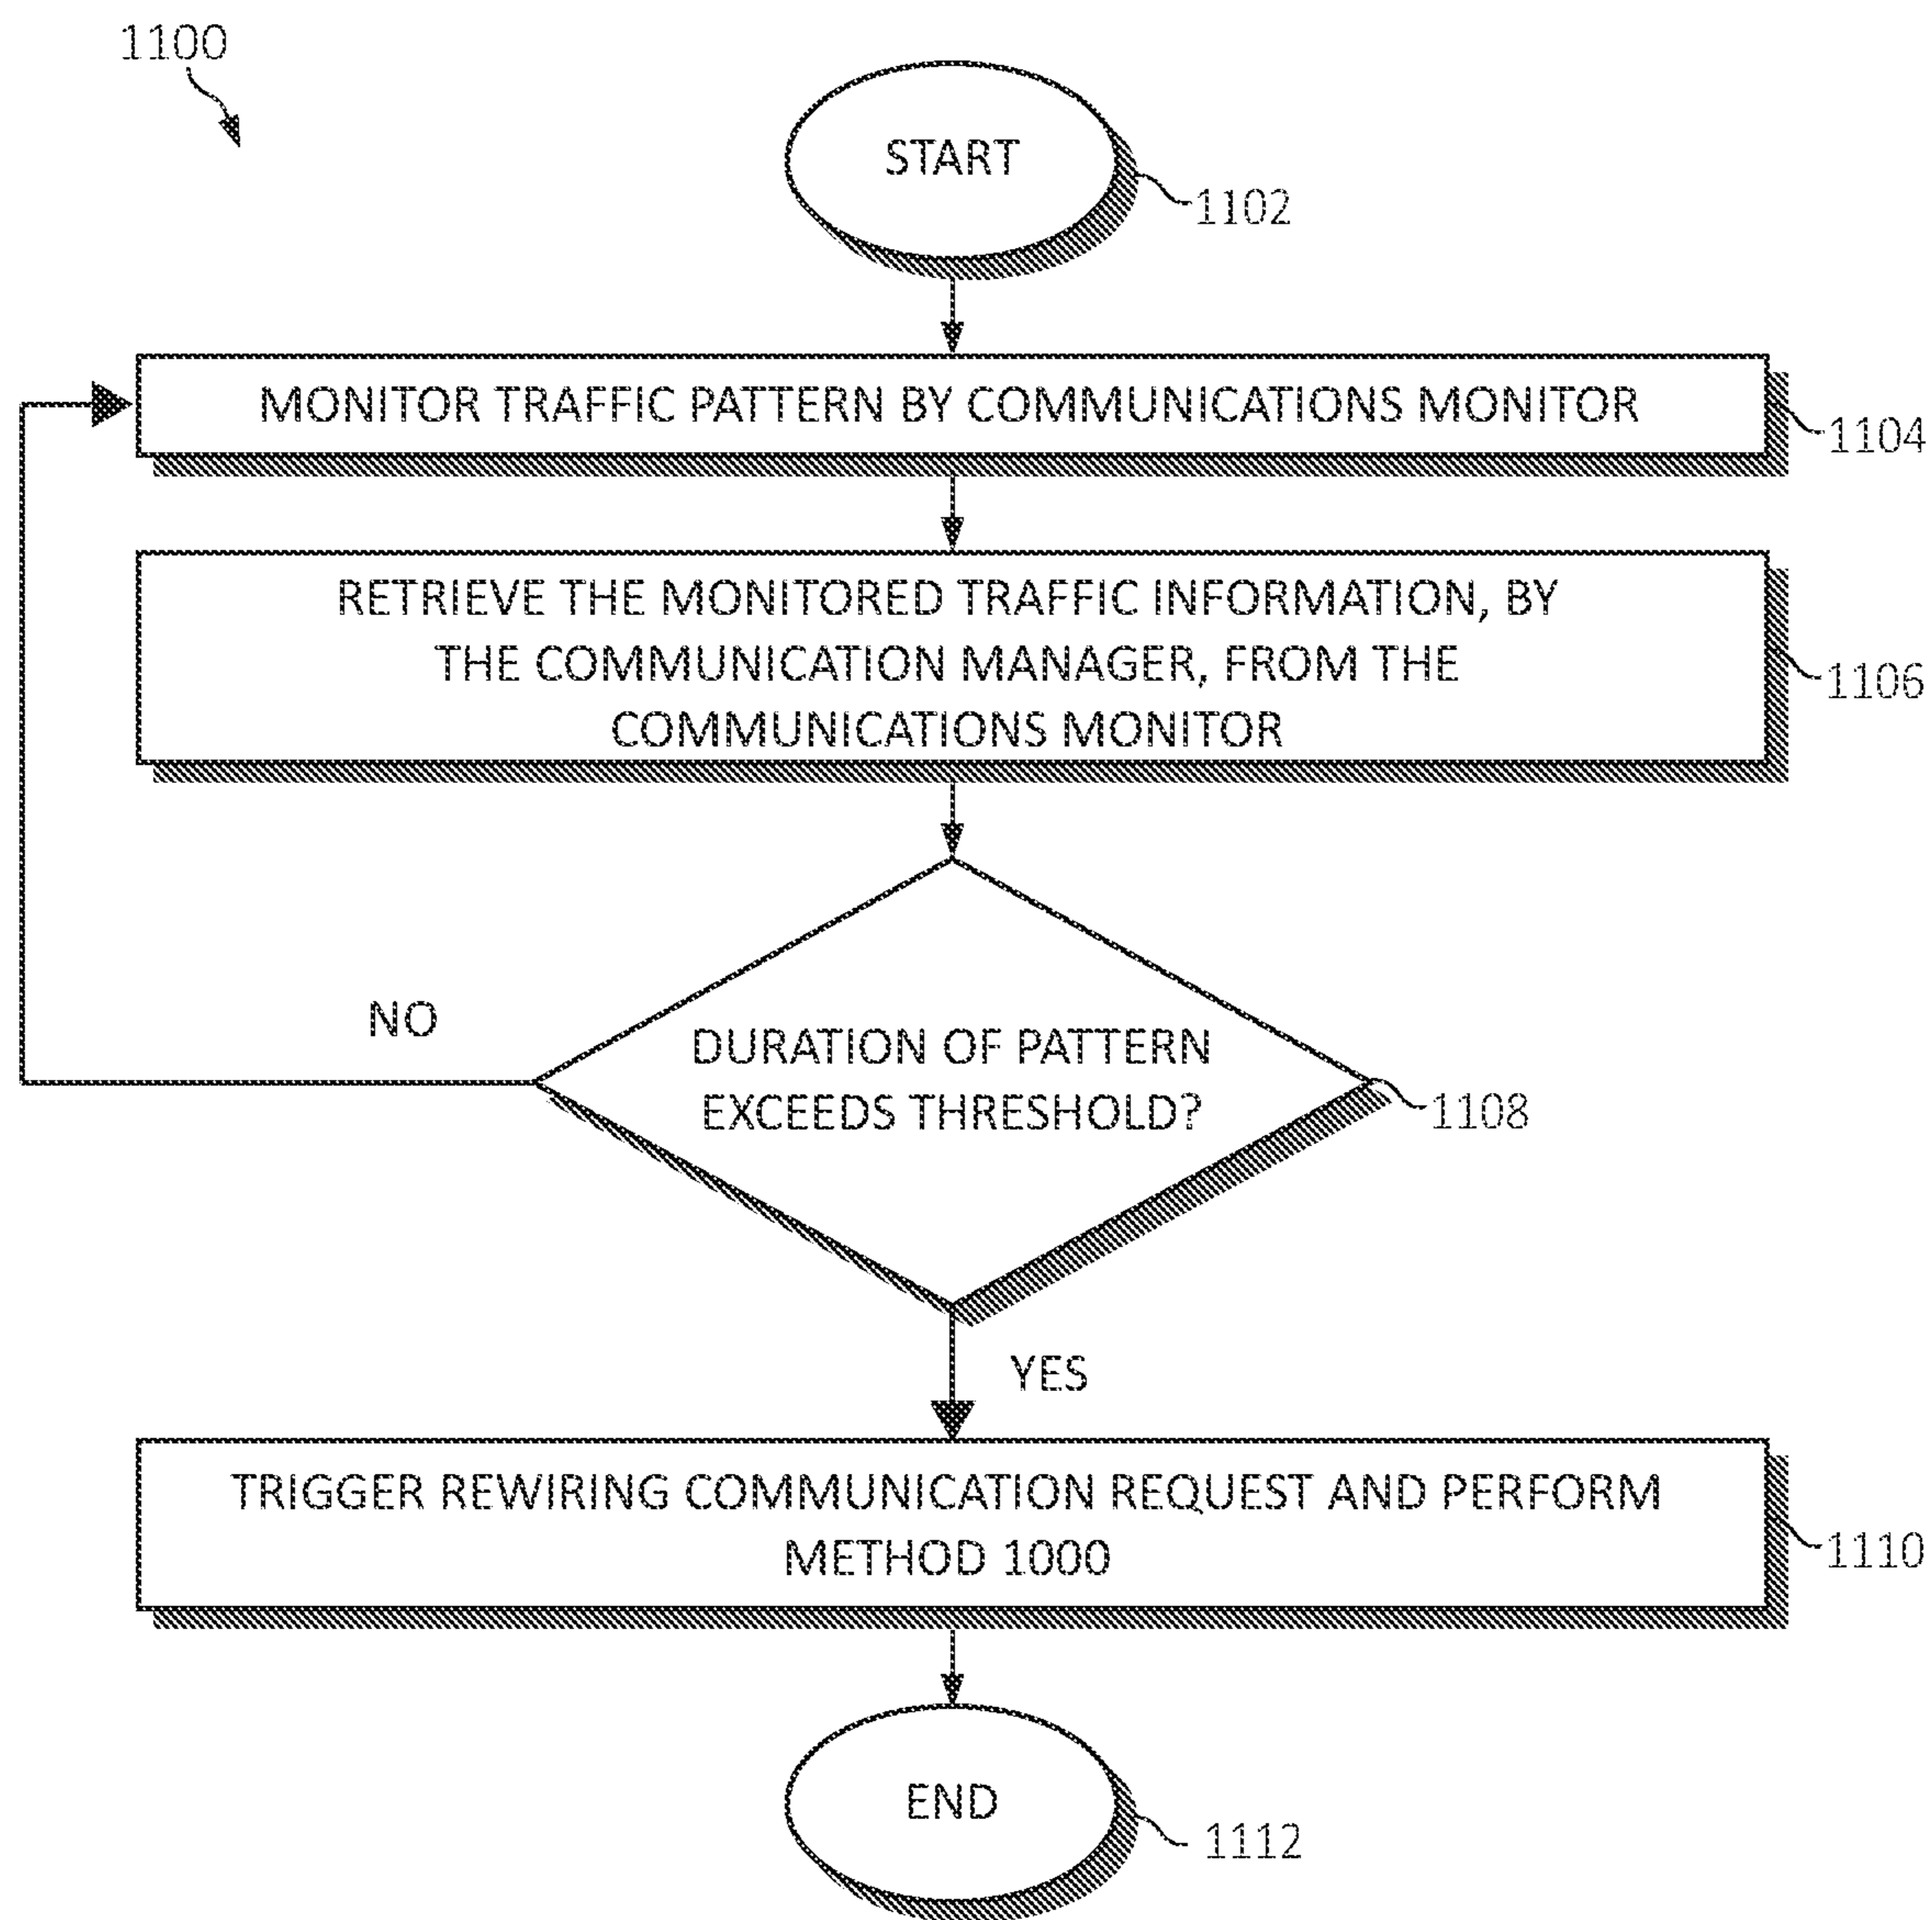 1100
START
1102
MONITOR TRAFFIC PATTERN BY COMMUNICATIONS MONITOR
1104
RETRIEVE THE MONITORED TRAFFIC INFORMATION, BY
THE COMMUNICATION MANAGER, FROM THE
COMMUNICATIONS MONITOR
1106
NO
DURATION OF PATTERN
EXCEEDS THRESHOLD?
1108
YES
TRIGGER REWIRING COMMUNICATION REQUEST AND PERFORM
METHOD 1000
1110
END
1112